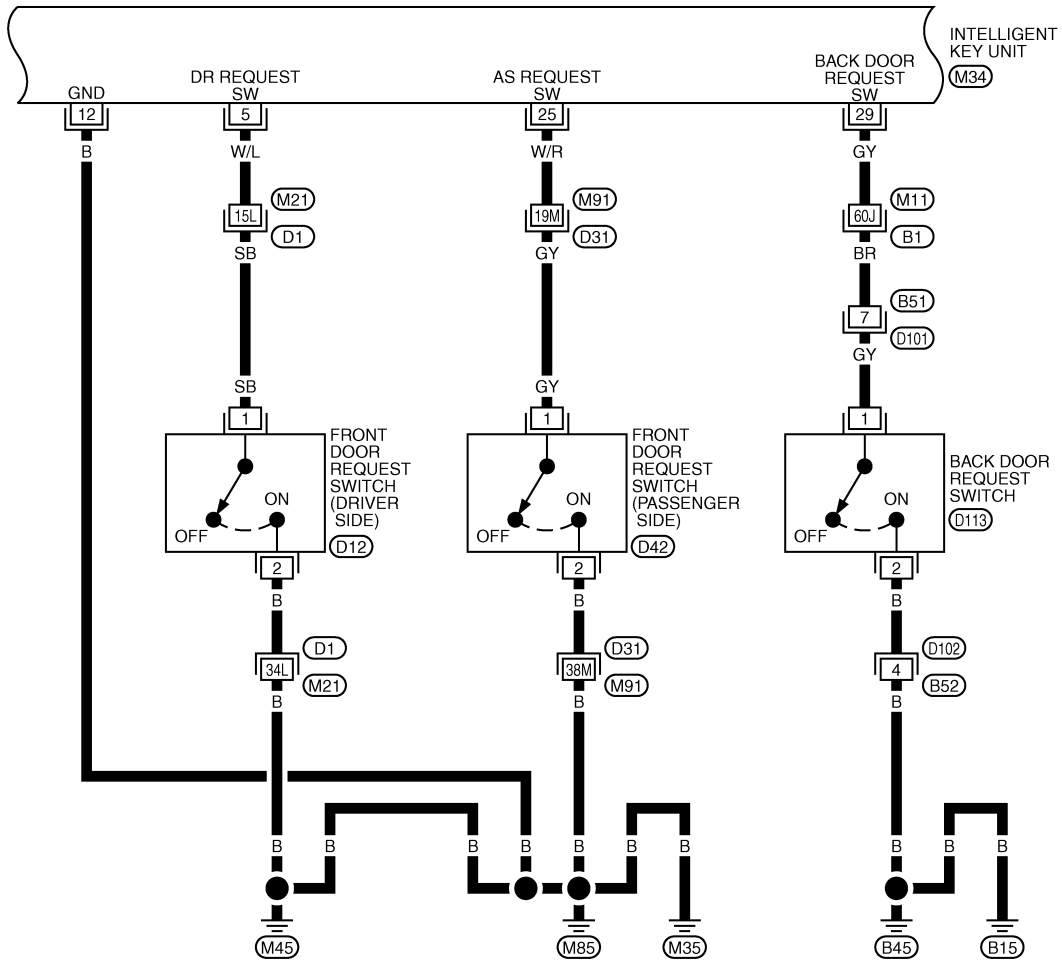 INTELLIGENT
KEY UNIT
M34
GND
DR REQUEST
SW
AS REQUEST
SW
BACK DOOR
REQUEST
SW
12
5
25
29
B
W/L
W/R
GY
15L
M21
D1
19M
M91
D31
60J
M11
B1
SB
GY
BR
7
B51
D101
GY
SB
GY
1
1
1
FRONT
DOOR
REQUEST
SWITCH
(DRIVER
SIDE)
D12
OFF
ON
FRONT
DOOR
REQUEST
SWITCH
(PASSENGER
SIDE)
D42
OFF
ON
BACK DOOR
REQUEST
SWITCH
D113
OFF
ON
2
2
2
B
B
B
34L
D1
M21
38M
D31
M91
4
D102
B52
B
B
B
B
B
B
B
B
B
B
B
B
M45
M85
M35
B45
B15